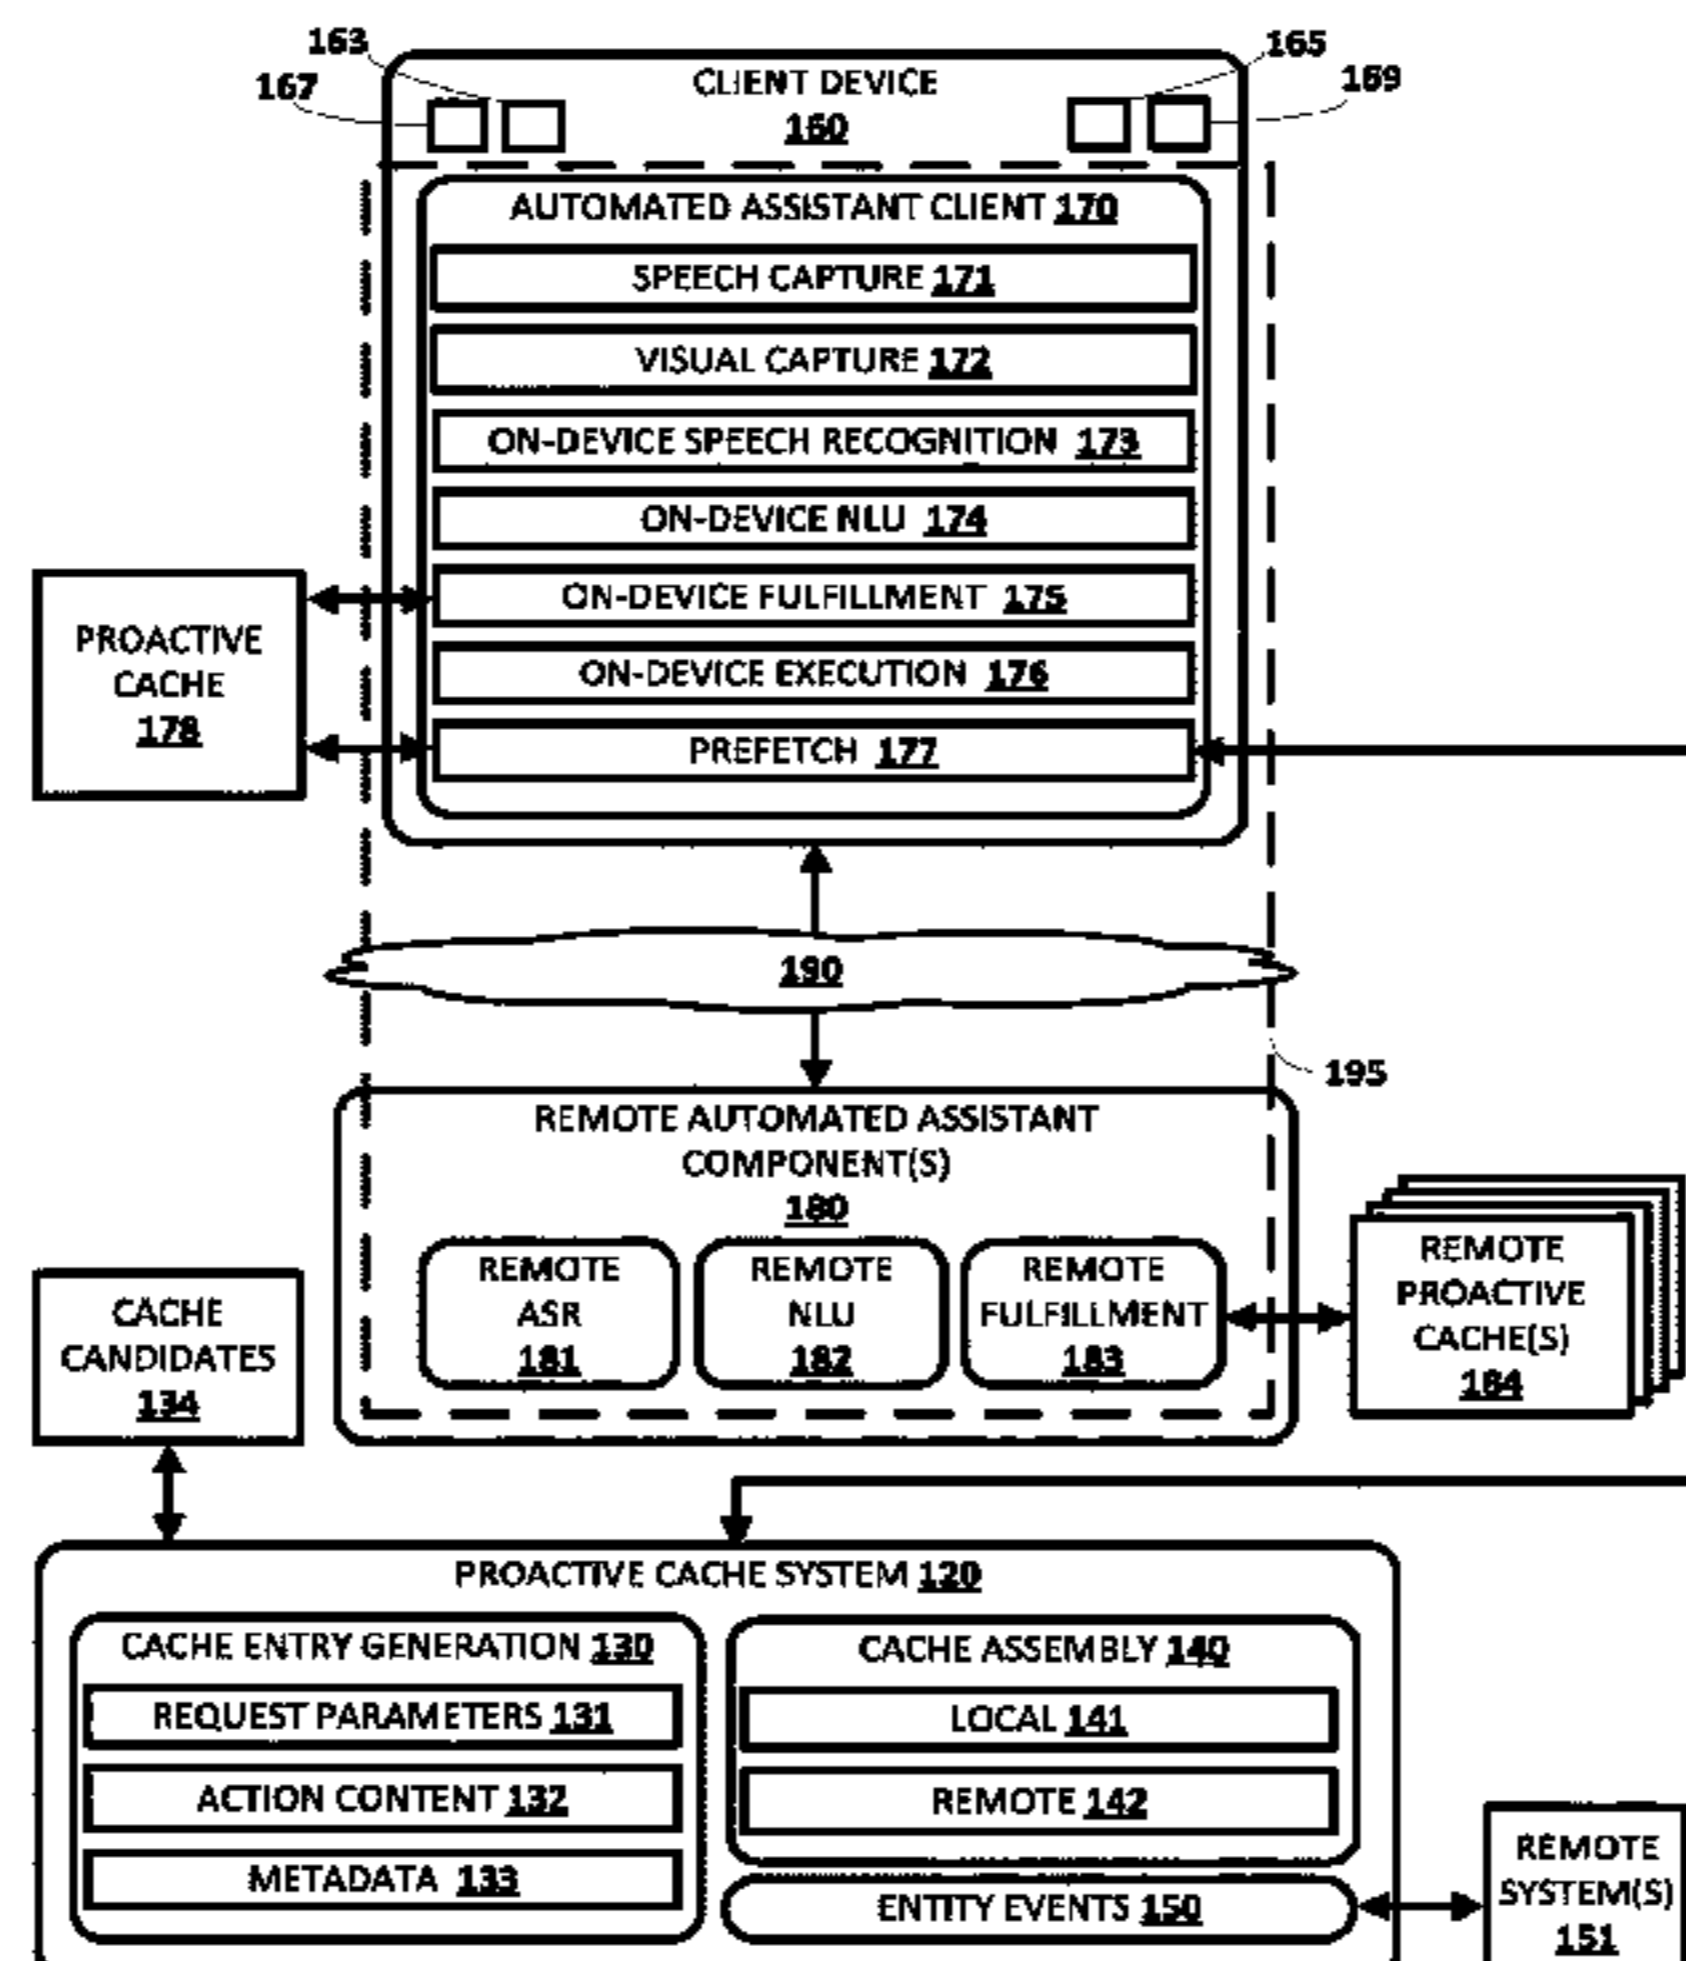 163
165
167
169
CLIENT DEVICE
160
AUTOMATED ASSISTANT CLIENT 170
SPEECH CAPTURE 171
VISUAL CAPTURE 172
ON-DEVICE SPEECH RECOGNITION 173
ON-DEVICE NLU 174
ON-DEVICE FULFILLMENT 175
ON-DEVICE EXECUTION 176
PREFETCH 177
PROACTIVE
CACHE
178
190
195
REMOTE AUTOMATED ASSISTANT
COMPONENT(S)
180
REMOTE
ASR
181
REMOTE
NLU
182
REMOTE
FULFILLMENT
183
REMOTE
PROACTIVE
CACHE(S)
184
CACHE
CANDIDATES
134
PROACTIVE CACHE SYSTEM 120
CACHE ENTRY GENERATION 130
REQUEST PARAMETERS 131
ACTION CONTENT 132
METADATA 133
CACHE ASSEMBLY 140
LOCAL 141
REMOTE 142
ENTITY EVENTS 150
REMOTE
SYSTEM(S)
151